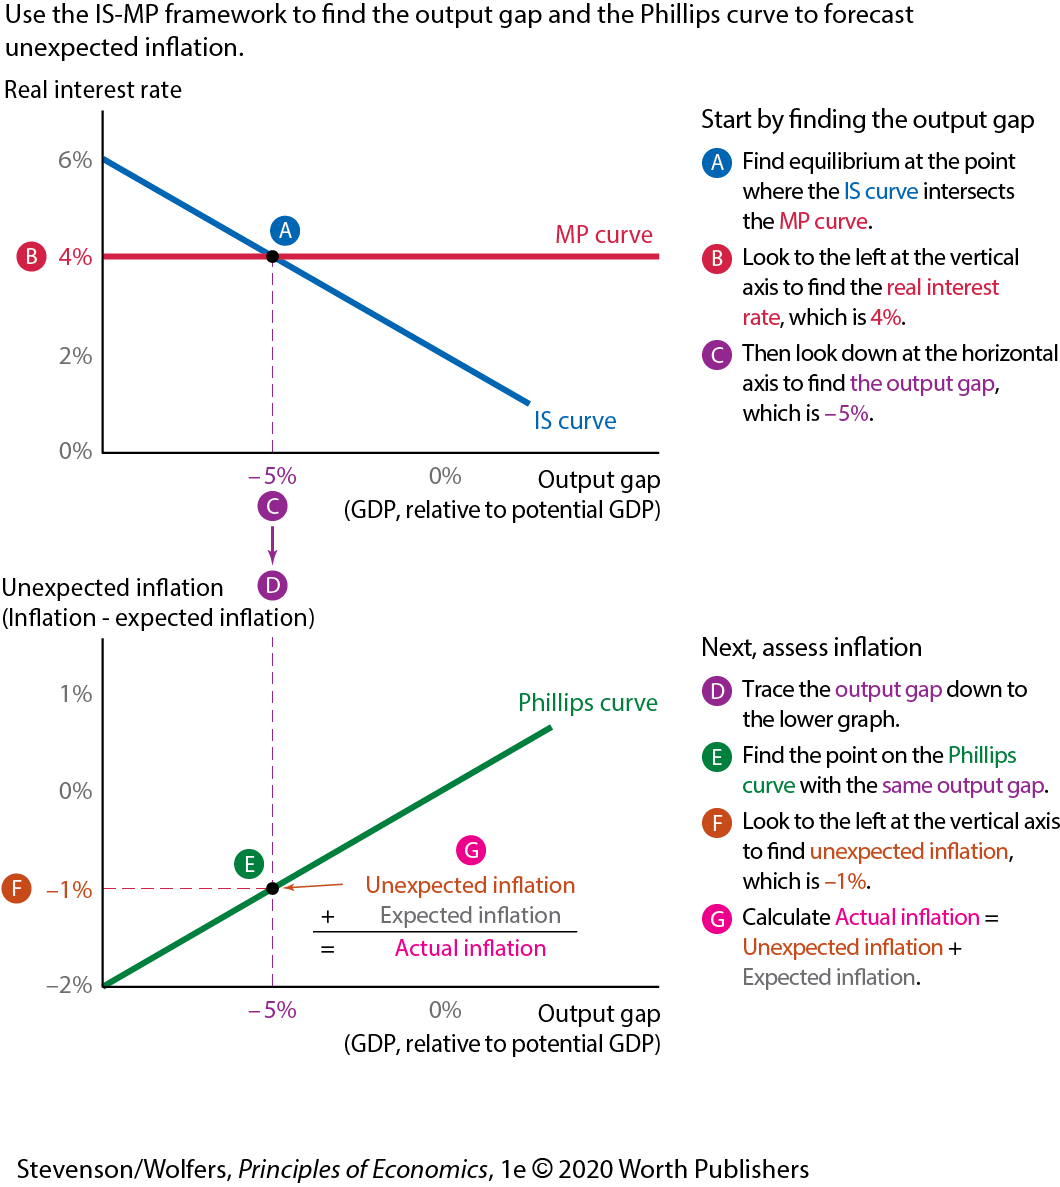 Use the IS-MP framework to find the output gap and the Phillips curve to forecast
unexpected inflation.
Real interest rate
6%
A
MP curve
B 4%
2%
IS curve
0%
–5%
0%
Output gap
(GDP, relative to potential GDP)
C
Start by finding the output gap
A Find equilibrium at the point
where the IS curve intersects
the MP curve.
B Look to the left at the vertical
axis to find the real interest
rate, which is 4%.
C Then look down at the horizontal
axis to find the output gap,
which is –5%.
D
Unexpected inflation
(Inflation - expected inflation)
1%
Phillips curve
0%
E
G
F –1%
Unexpected inflation
+ Expected inflation
= Actual inflation
–2%
–5%
0%
Output gap
(GDP, relative to potential GDP)
Next, assess inflation
D Trace the output gap down to
the lower graph.
E Find the point on the Phillips
curve with the same output gap.
F Look to the left at the vertical axis
to find unexpected inflation,
which is –1%.
G Calculate Actual inflation =
Unexpected inflation +
Expected inflation.
Stevenson/Wolfers, Principles of Economics, 1e © 2020 Worth Publishers